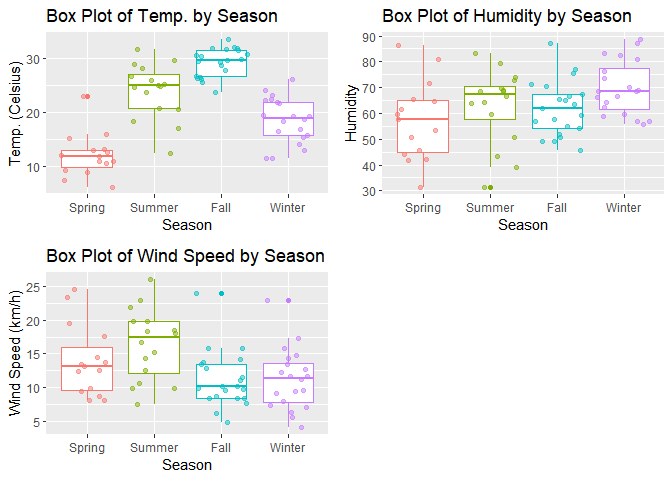 Box Plot of Temp. by Season
Temp. (Celsius)
30
20
10
Spring Summer Fall Winter
Season
Box Plot of Humidity by Season
Humidity
90
80
70
60
50
40
30
Spring Summer Fall Winter
Season
Box Plot of Wind Speed by Season
Wind Speed (km/h)
25
20
15
10
5
Spring Summer Fall Winter
Season